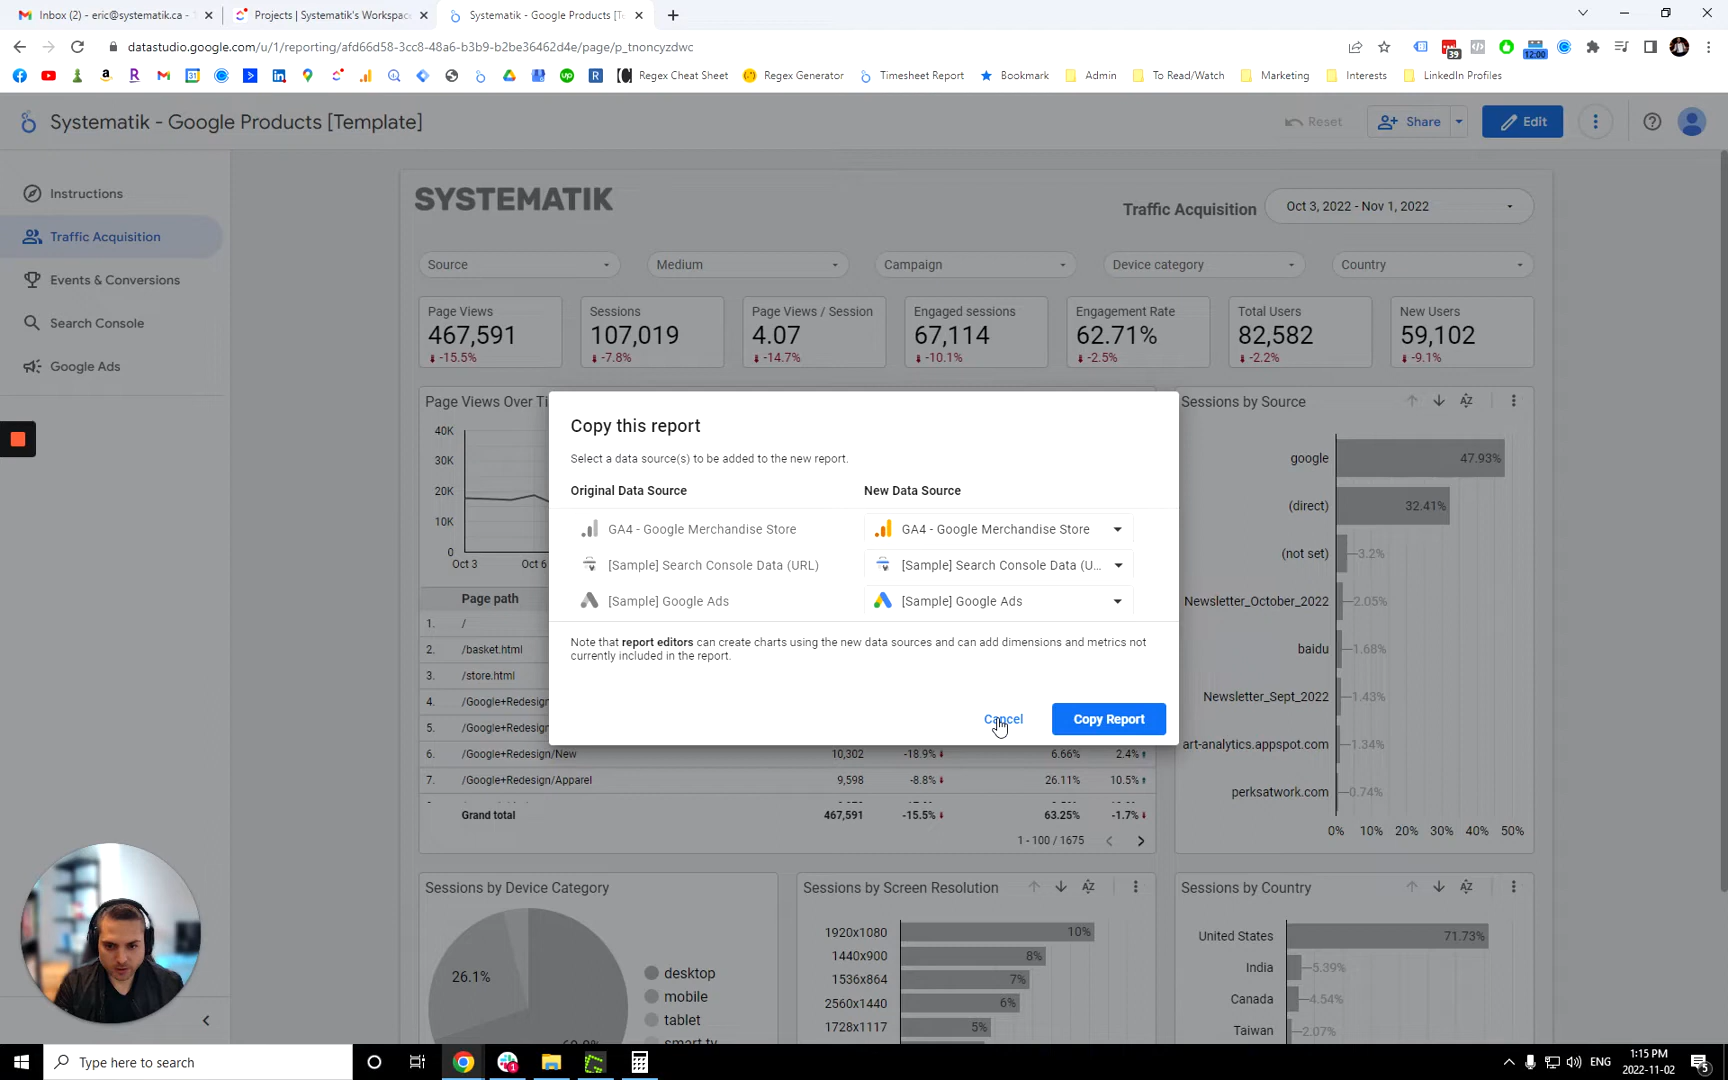 Inbox (2) - eric@systematik.ca -
Projects | Systematik's Workspace
Systematik - Google Products [Te
datastudio.google.com/u/1/reporting/afd66d58-3cc8-48a6-b3b9-b2be36462d4e/page/p_tnoncyzdwc
39
12:00
Regex Cheat Sheet
Regex Generator
Timesheet Report
Bookmark
Admin
To Read/Watch
Marketing
Interests
LinkedIn Profiles
Systematik - Google Products [Template]
Reset
Share
Edit
Instructions
Traffic Acquisition
Events & Conversions
Search Console
Google Ads
SYSTEMATIK
Traffic Acquisition
Oct 3, 2022 - Nov 1, 2022
Source
Medium
Campaign
Device category
Country
Page Views
467,591
-15.5%
Sessions
107,019
-7.8%
Page Views / Session
4.07
-14.7%
Engaged sessions
67,114
-10.1%
Engagement Rate
62.71%
-2.5%
Total Users
82,582
-2.2%
New Users
59,102
-9.1%
Page Views Over Ti
40K
30K
20K
10K
0
Oct 3
Oct 6
Page path
1. /
2. /basket.html
3. /store.html
4. /Google+Redesign/
5. /Google+Redesign/
6. /Google+Redesign/New 10,302 -18.9% 6.66% 2.4%
7. /Google+Redesign/Apparel 9,598 -8.8% 26.11% 10.5%
Grand total 467,591 -15.5% 63.25% -1.7%
1 - 100 / 1675
Copy this report
Select a data source(s) to be added to the new report.
Original Data Source
New Data Source
GA4 - Google Merchandise Store
GA4 - Google Merchandise Store
[Sample] Search Console Data (URL)
[Sample] Search Console Data (U...
[Sample] Google Ads
[Sample] Google Ads
Note that report editors can create charts using the new data sources and can add dimensions and metrics not
currently included in the report.
Cancel
Copy Report
Sessions by Source
google 47.93%
(direct) 32.41%
(not set) 3.2%
Newsletter_October_2022 2.05%
baidu 1.68%
Newsletter_Sept_2022 1.43%
art-analytics.appspot.com 1.34%
perksatwork.com 0.74%
0% 10% 20% 30% 40% 50%
Sessions by Device Category
26.1%
desktop
mobile
tablet
smart tv
Sessions by Screen Resolution
1920x1080 10%
1440x900 8%
1536x864 7%
2560x1440 6%
1728x1117 5%
Sessions by Country
United States 71.73%
India 5.39%
Canada 4.54%
Taiwan 2.07%
Type here to search
1
ENG
1:15 PM
2022-11-02
5